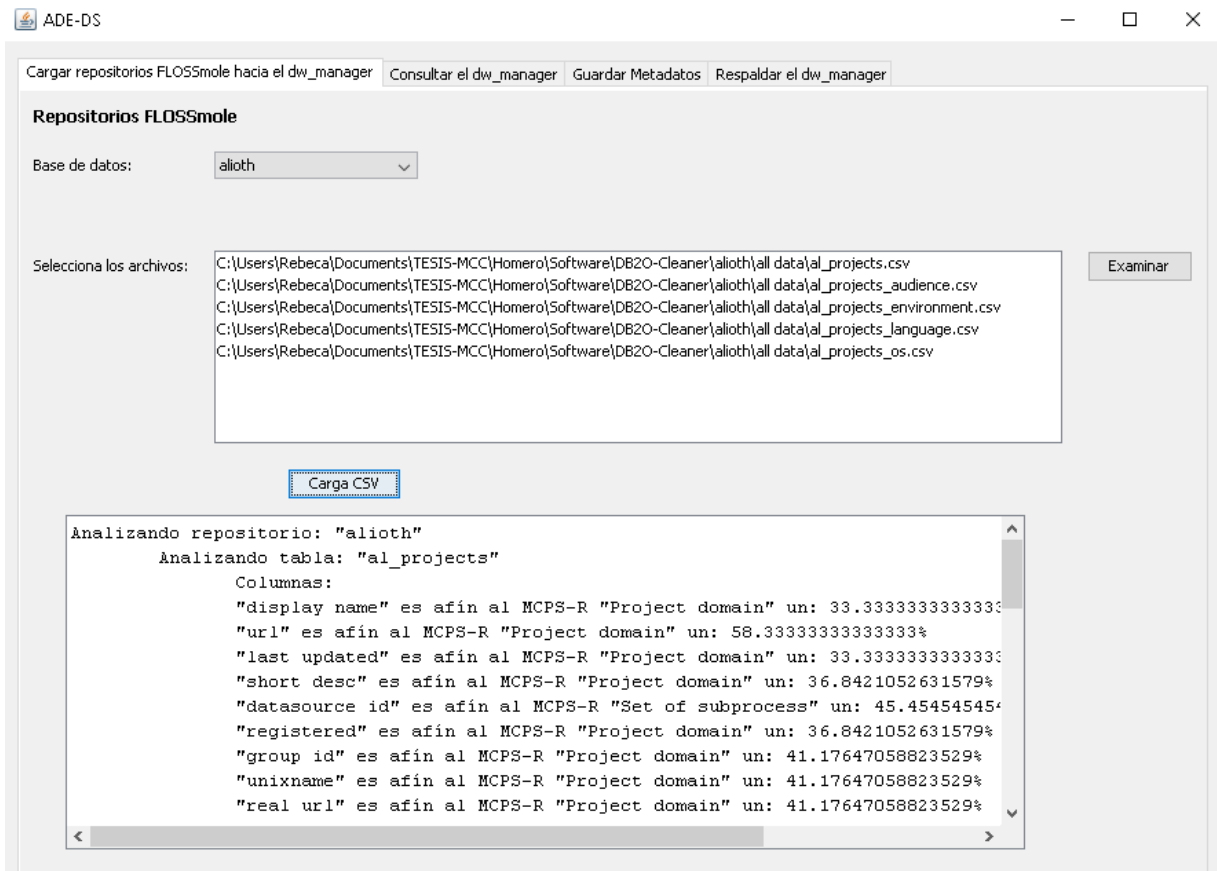 ADE-DS
Cargar repositorios FLOSSmole hacia el dw_manager Consultar el dw_manager Guardar Metadatos Respaldar el dw_manager
Repositorios FLOSSmole
Base de datos: alioth
Selecciona los archivos: C:\Users\Rebeca\Documents\TESIS-MCC\Homero\Software\DB2O-Cleaner\alioth\all data\al_projects.csv Examinar
C:\Users\Rebeca\Documents\TESIS-MCC\Homero\Software\DB2O-Cleaner\alioth\all data\al_projects_audience.csv
C:\Users\Rebeca\Documents\TESIS-MCC\Homero\Software\DB2O-Cleaner\alioth\all data\al_projects_environment.csv
C:\Users\Rebeca\Documents\TESIS-MCC\Homero\Software\DB2O-Cleaner\alioth\all data\al_projects_language.csv
C:\Users\Rebeca\Documents\TESIS-MCC\Homero\Software\DB2O-Cleaner\alioth\all data\al_projects_os.csv
Carga CSV
Analizando repositorio: "alioth"
Analizando tabla: "al_projects"
Columnas:
"display name" es afín al MCPS-R "Project domain" un: 33.3333333333333
"url" es afín al MCPS-R "Project domain" un: 58.33333333333333%
"last updated" es afín al MCPS-R "Project domain" un: 33.3333333333333
"short desc" es afín al MCPS-R "Project domain" un: 36.8421052631579%
"datasource id" es afín al MCPS-R "Set of subprocess" un: 45.454545454
"registered" es afín al MCPS-R "Project domain" un: 36.8421052631579%
"group id" es afín al MCPS-R "Project domain" un: 41.17647058823529%
"unixname" es afín al MCPS-R "Project domain" un: 41.17647058823529%
"real url" es afín al MCPS-R "Project domain" un: 41.17647058823529%